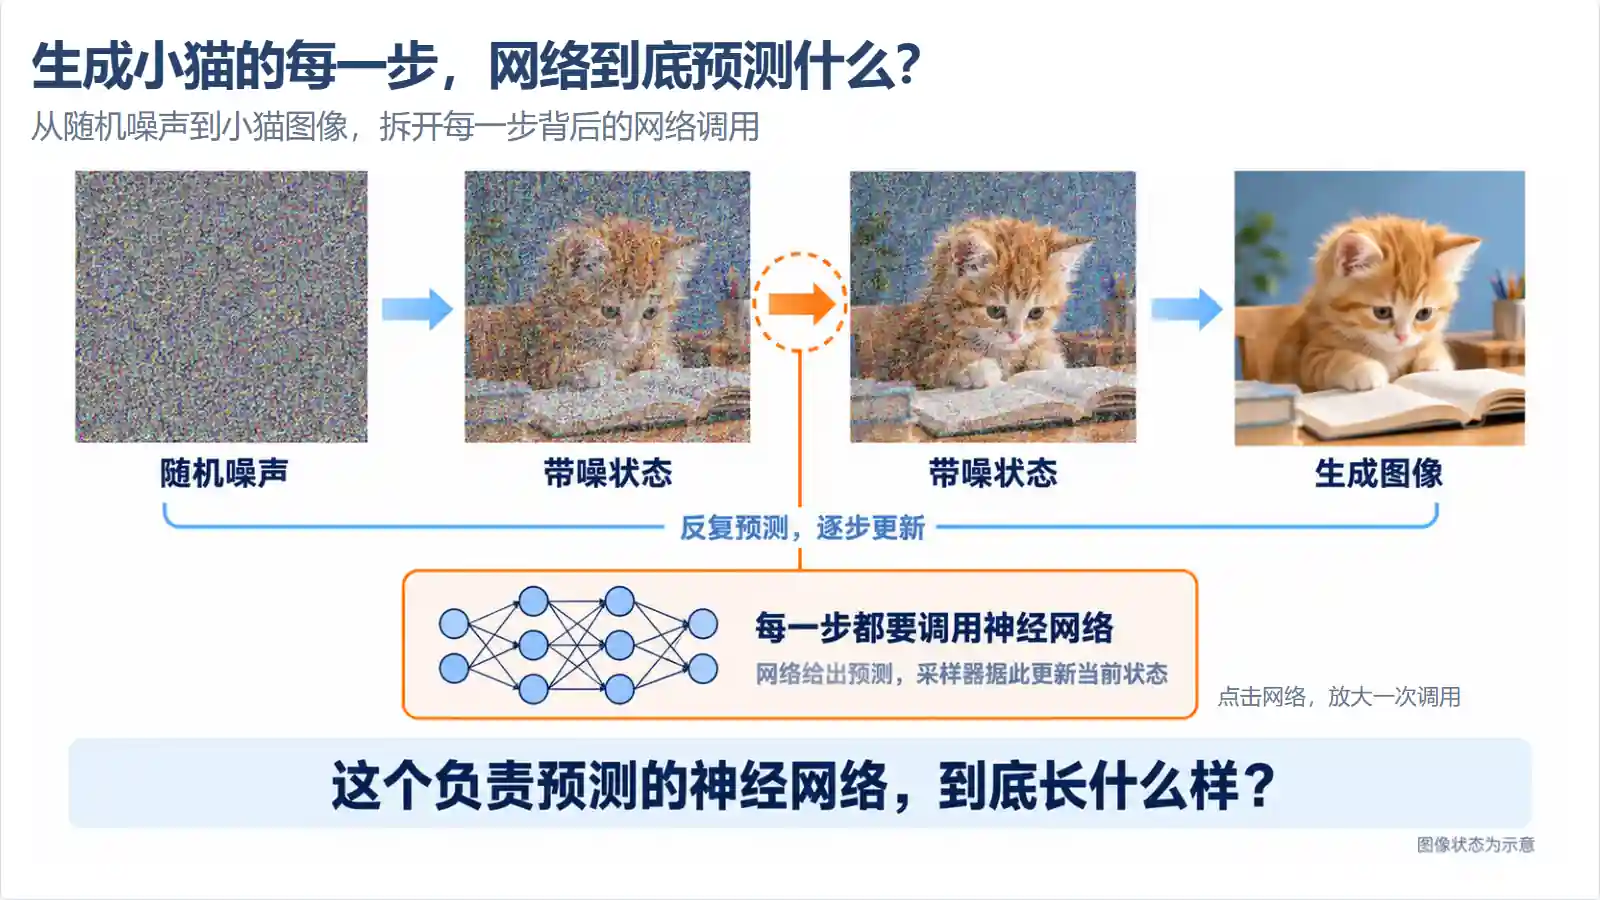 生成小猫的每一步，网络到底预测什么？
从随机噪声到小猫图像，拆开每一步背后的网络调用
随机噪声
带噪状态
带噪状态
生成图像
反复预测，逐步更新
每一步都要调用神经网络
网络给出预测，采样器据此更新当前状态
点击网络，放大一次调用
这个负责预测的神经网络，到底长什么样？
图像状态为示意